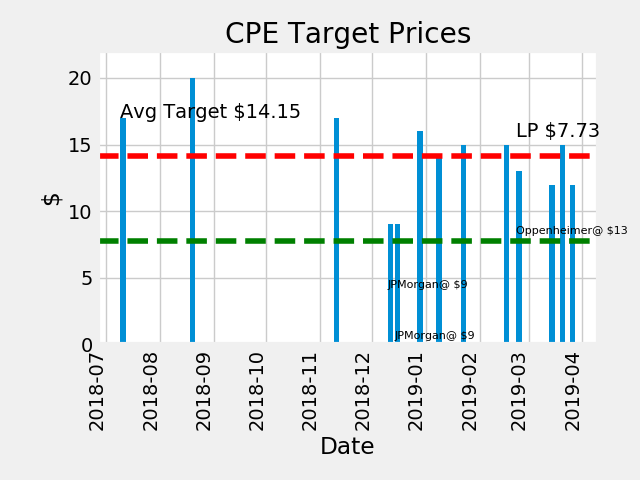 CPE Target Prices
20
15
10
5
0
$
Avg Target $14.15
LP $7.73
Oppenheimer@ $13
JPMorgan@ $9
JPMorgan@ $9
2018-07
2018-08
2018-09
2018-10
2018-11
2018-12
2019-01
2019-02
2019-03
2019-04
Date